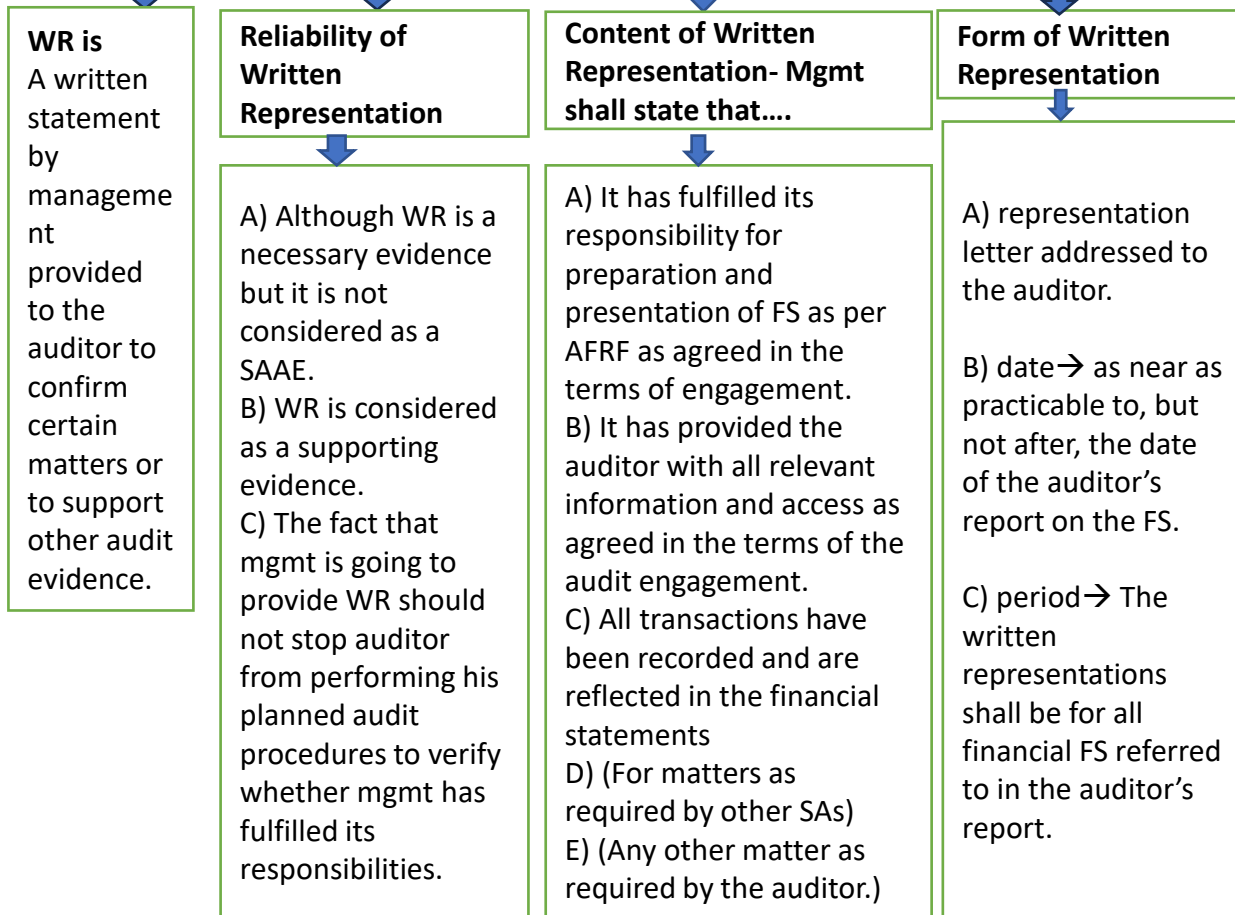 WR is
A written
statement
by
manageme
nt
provided
to the
auditor to
confirm
certain
matters or
to support
other audit
evidence.
Reliability of
Written
Representation
A) Although WR is a
necessary evidence
but it is not
considered as a
SAAE.
B) WR is considered
as a supporting
evidence.
C) The fact that
mgmt is going to
provide WR should
not stop auditor
from performing his
planned audit
procedures to verify
whether mgmt has
fulfilled its
responsibilities.
Content of Written
Representation- Mgmt
shall state that....
A) It has fulfilled its
responsibility for
preparation and
presentation of FS as per
AFRF as agreed in the
terms of engagement.
B) It has provided the
auditor with all relevant
information and access as
agreed in the terms of the
audit engagement.
C) All transactions have
been recorded and are
reflected in the financial
statements
D) (For matters as
required by other SAs)
E) (Any other matter as
required by the auditor.)
Form of Written
Representation
A) representation
letter addressed to
the auditor.
B) date→ as near as
practicable to, but
not after, the date
of the auditor's
report on the FS.
C) period→ The
written
representations
shall be for all
financial FS referred
to in the auditor's
report.